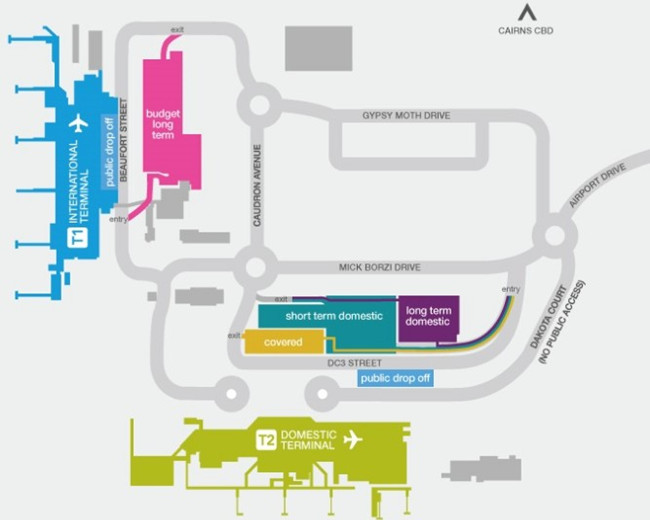 CAIRNS CBD
exit
budget
long
term
GYPSY MOTH DRIVE
public drop off
BEAUFORT STREET
T1 INTERNATIONAL
TERMINAL
CAUDRON AVENUE
AIRPORT DRIVE
entry
MICK BORZI DRIVE
entry
exit
short term domestic
long term
domestic
exit
covered
DAKOTA COURT
(NO PUBLIC ACCESS)
DC3 STREET
public drop off
T2 DOMESTIC
TERMINAL